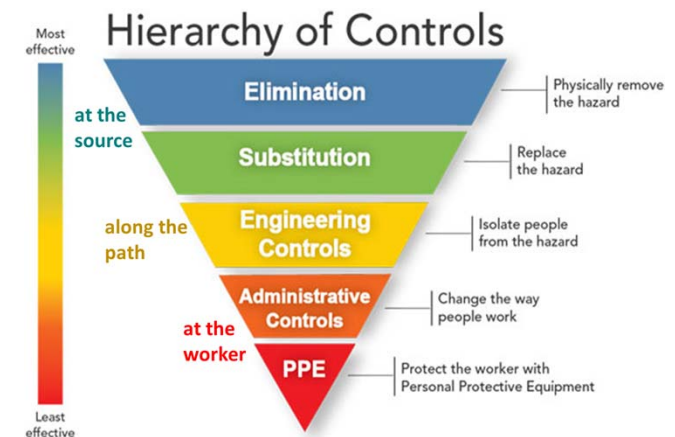 Hierarchy of Controls
Most
effective
at the
source
Elimination
Physically remove
the hazard
Substitution
Replace
the hazard
along the
path
Engineering
Controls
Isolate people
from the hazard
Administrative
Controls
Change the way
people work
at the
worker
PPE
Protect the worker with
Personal Protective Equipment
Least
effective